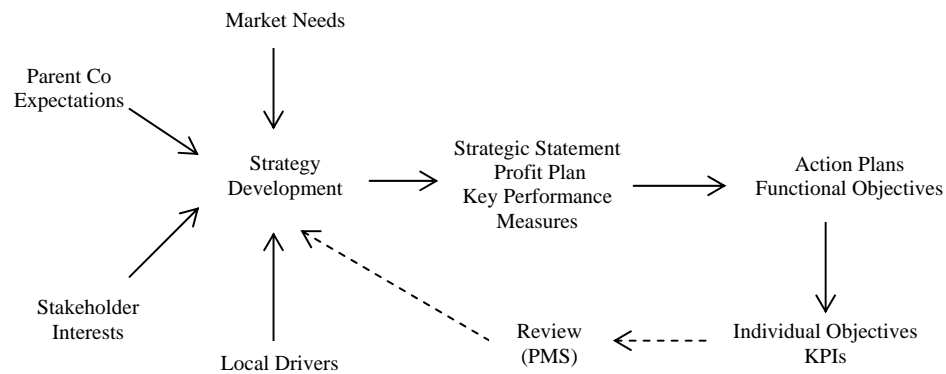 Market Needs
Parent Co
Expectations
Strategy
Development
Strategic Statement
Profit Plan
Key Performance
Measures
Action Plans
Functional Objectives
Stakeholder
Interests
Local Drivers
Review
(PMS)
Individual Objectives
KPIs